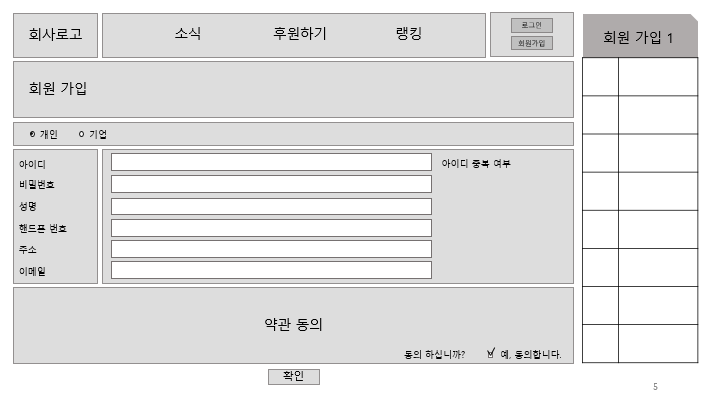 회사로고
소식
후원하기
랭킹
로그인
회원가입
회원 가입 1
회원 가입
개인
기업
아이디
아이디 중복 여부
비밀번호
성명
핸드폰 번호
주소
이메일
약관 동의
동의 하십니까?
예, 동의합니다.
확인
5